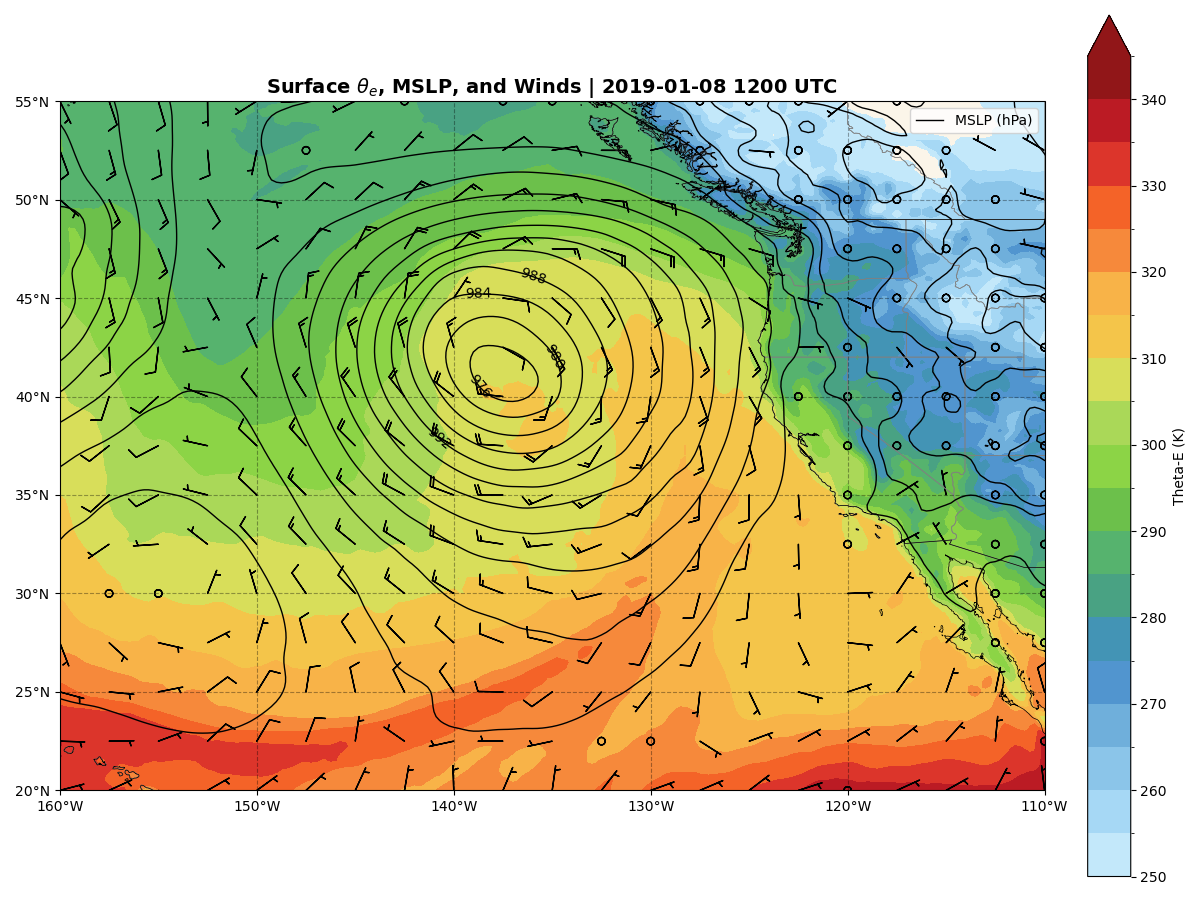 Surface θe, MSLP, and Winds | 2019-01-08 1200 UTC
55°N
50°N
45°N
40°N
35°N
30°N
25°N
20°N
160°W
150°W
140°W
130°W
120°W
110°W
MSLP (hPa)
988
984
980
976
992
340
330
320
310
300
290
280
270
260
250
Theta-E (K)